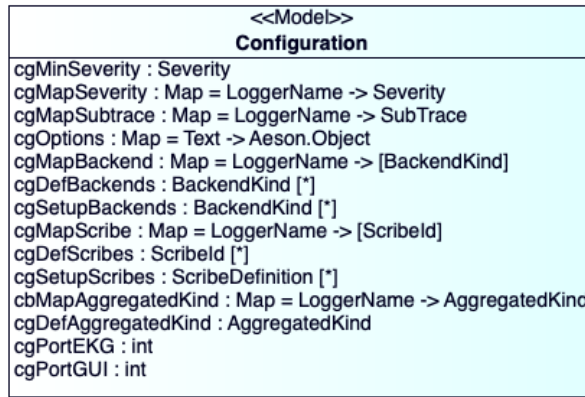 <<Model>>
Configuration
cgMinSeverity : Severity
cgMapSeverity : Map = LoggerName -> Severity
cgMapSubtrace : Map = LoggerName -> SubTrace
cgOptions : Map = Text -> Aeson.Object
cgMapBackend : Map = LoggerName -> [BackendKind]
cgDefBackends : BackendKind [*]
cgSetupBackends : BackendKind [*]
cgMapScribe : Map = LoggerName -> [ScribeId]
cgDefScribes : ScribeId [*]
cgSetupScribes : ScribeDefinition [*]
cbMapAggregatedKind : Map = LoggerName -> AggregatedKind
cgDefAggregatedKind : AggregatedKind
cgPortEKG : int
cgPortGUI : int